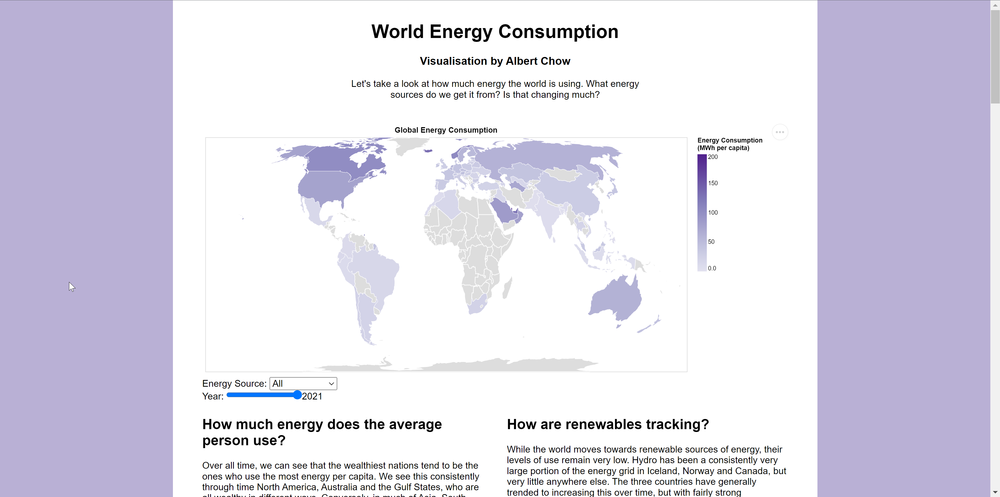 World Energy Consumption
Visualisation by Albert Chow
Let's take a look at how much energy the world is using. What energy
sources do we get it from? Is that changing much?
Global Energy Consumption
Energy Consumption
(MWh per capita)
200
150
100
50
0.0
Energy Source: All
Year: 2021
How much energy does the average
person use?
Over all time, we can see that the wealthiest nations tend to be the
ones who use the most energy per capita. We see this consistently
through time North America, Australia and the Gulf States, who are
all wealthy in different ways. Conversely, in much of Asia, South
How are renewables tracking?
While the world moves towards renewable sources of energy, their
levels of use remain very low. Hydro has been a consistently very
large portion of the energy grid in Iceland, Norway and Canada, but
very little anywhere else. The three countries have generally
trended to increasing this over time, but with fairly strong